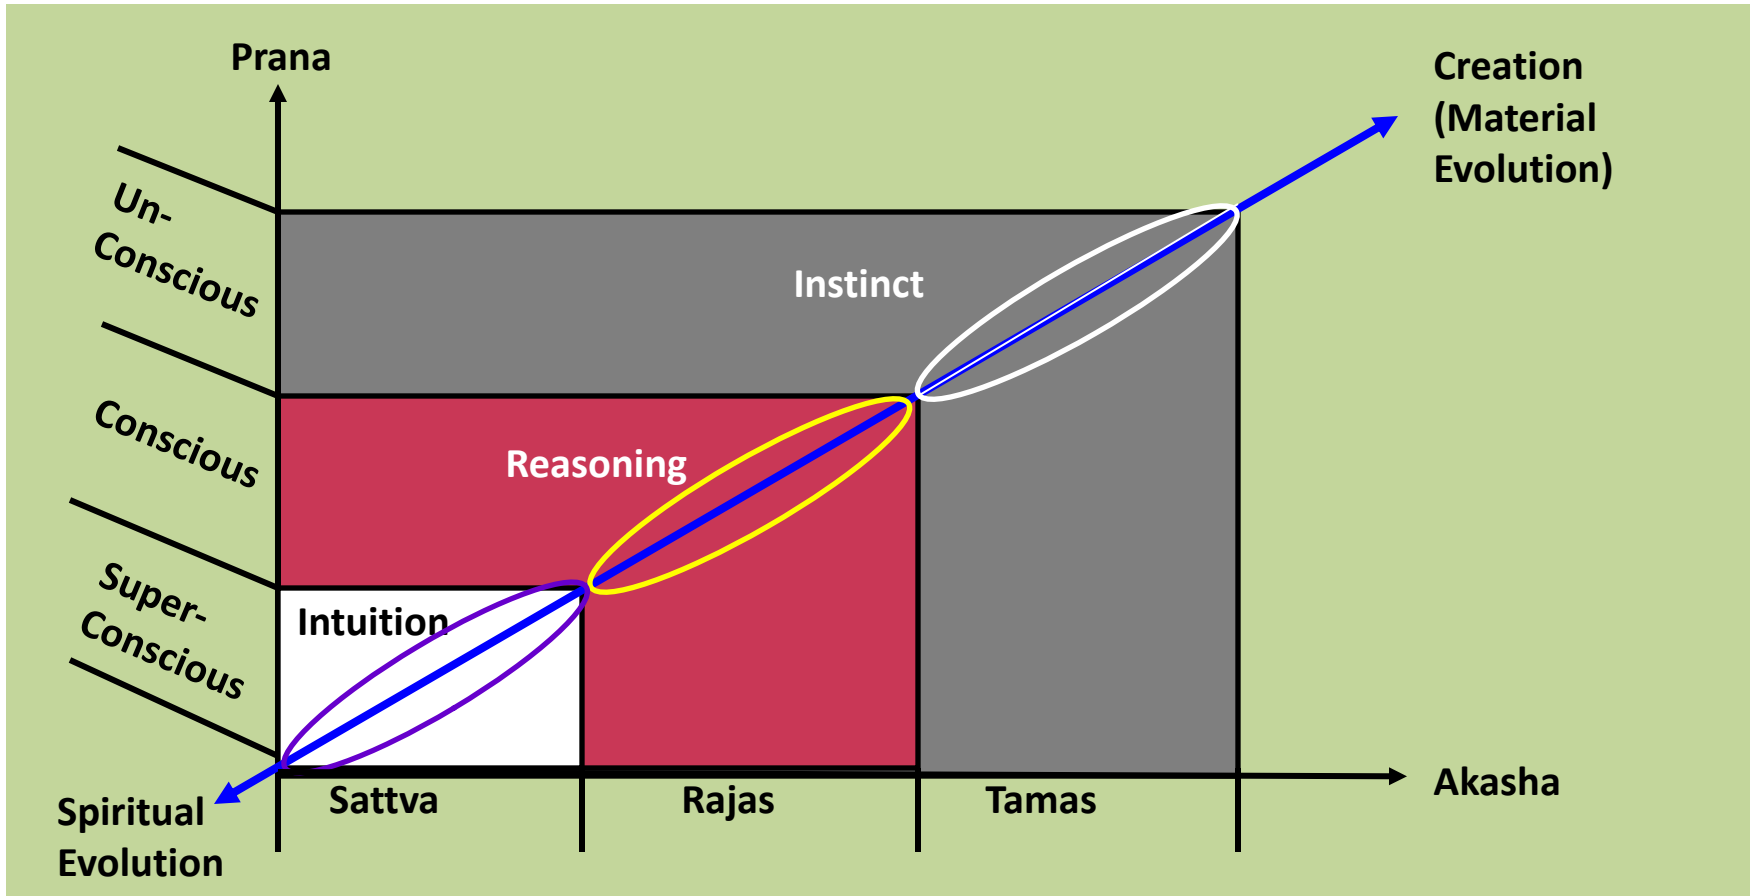 Prana
Creation
(Material
Evolution)
Un-
Conscious
Instinct
Conscious
Reasoning
Super-
Conscious
Intuition
Spiritual
Evolution
Sattva
Rajas
Tamas
Akasha